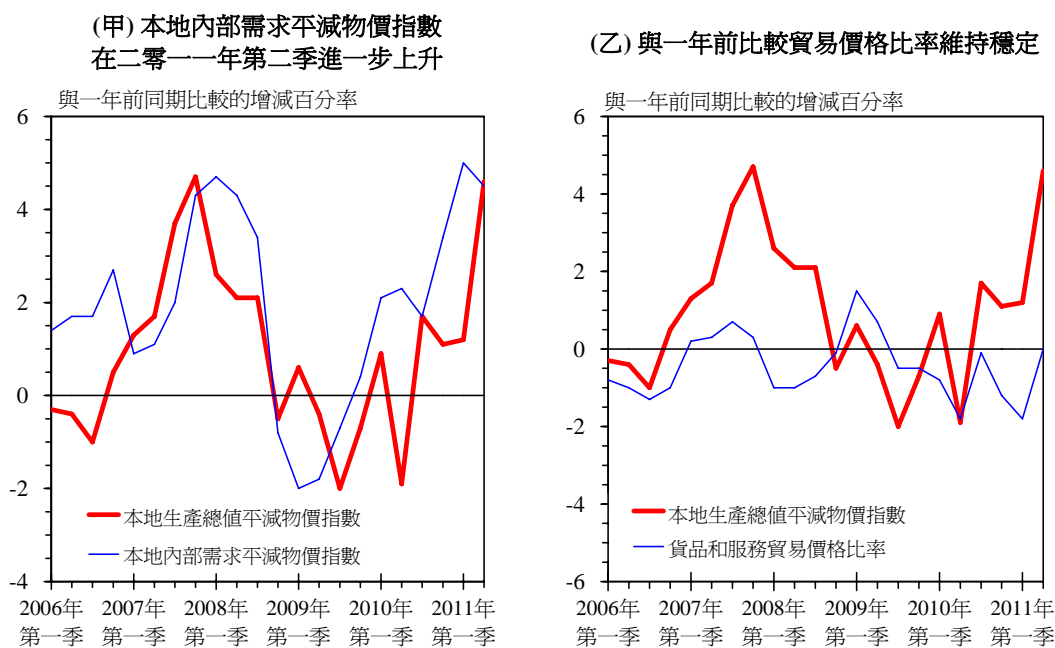 (甲) 本地內部需求平減物價指數
在二零一一年第二季進一步上升
與一年前同期比較的增減百分率
6
4
2
0
-2
-4
本地生產總值平減物價指數
本地內部需求平減物價指數
2006年 2007年 2008年 2009年 2010年 2011年
第一季 第一季 第一季 第一季 第一季 第一季
(乙) 與一年前比較貿易價格比率維持穩定
與一年前同期比較的增減百分率
6
4
2
0
-2
-4
-6
本地生產總值平減物價指數
貨品和服務貿易價格比率
2006年 2007年 2008年 2009年 2010年 2011年
第一季 第一季 第一季 第一季 第一季 第一季